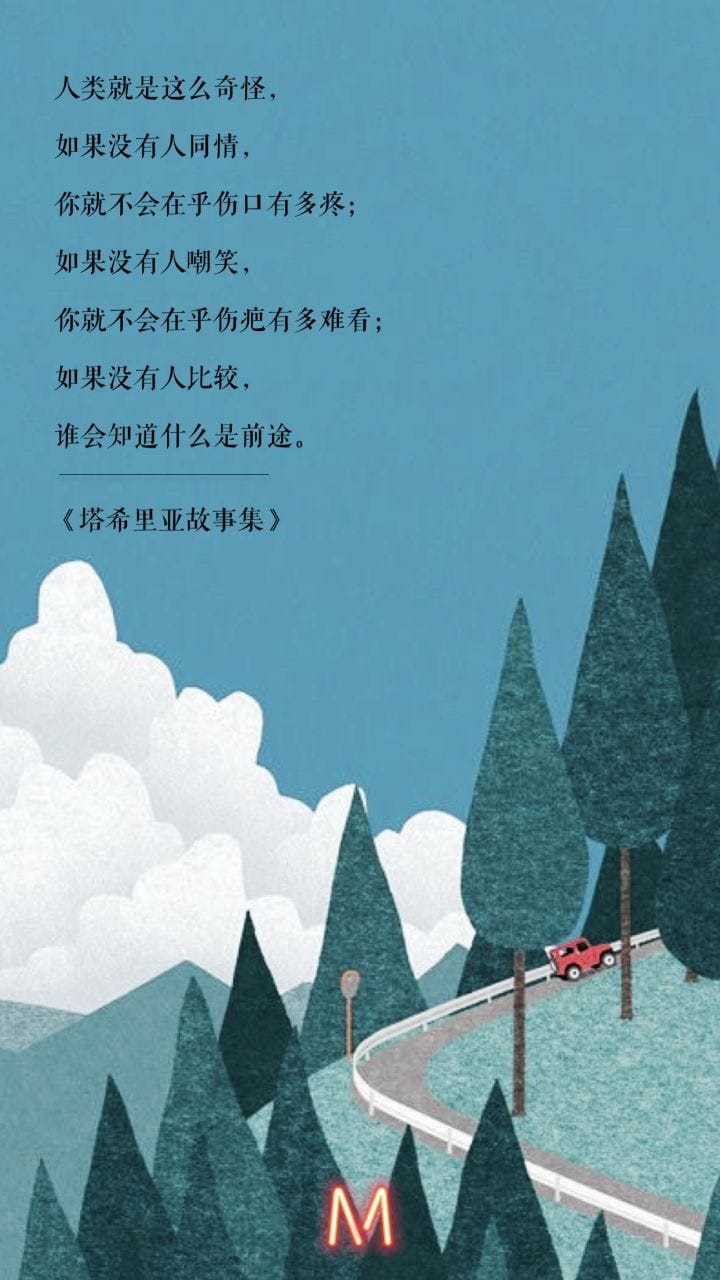 人类就是这么奇怪，
如果没有人同情，
你就不会在乎伤口有多疼；
如果没有人嘲笑，
你就不会在乎伤疤有多难看；
如果没有人比较，
谁会知道什么是前途。
《塔希里亚故事集》
M